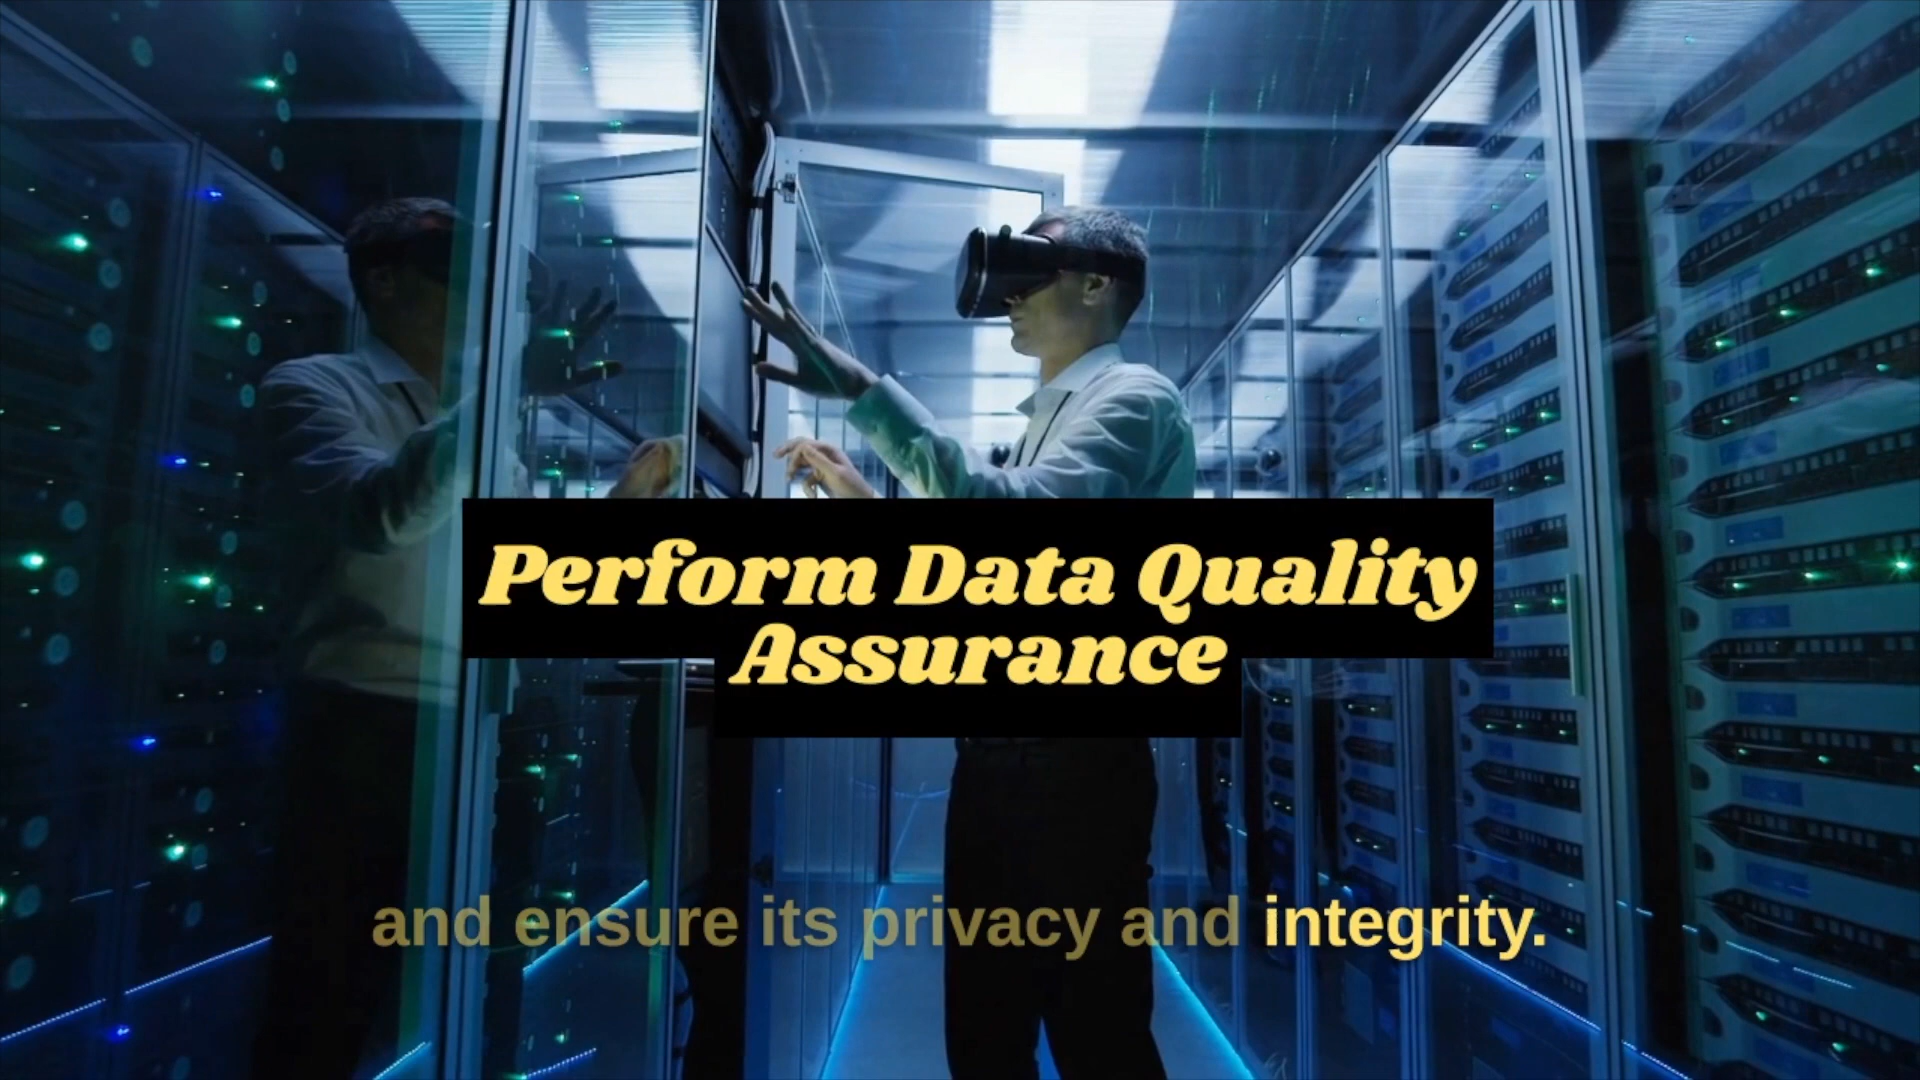 Perform Data Quality
Assurance
and ensure its privacy and integrity.